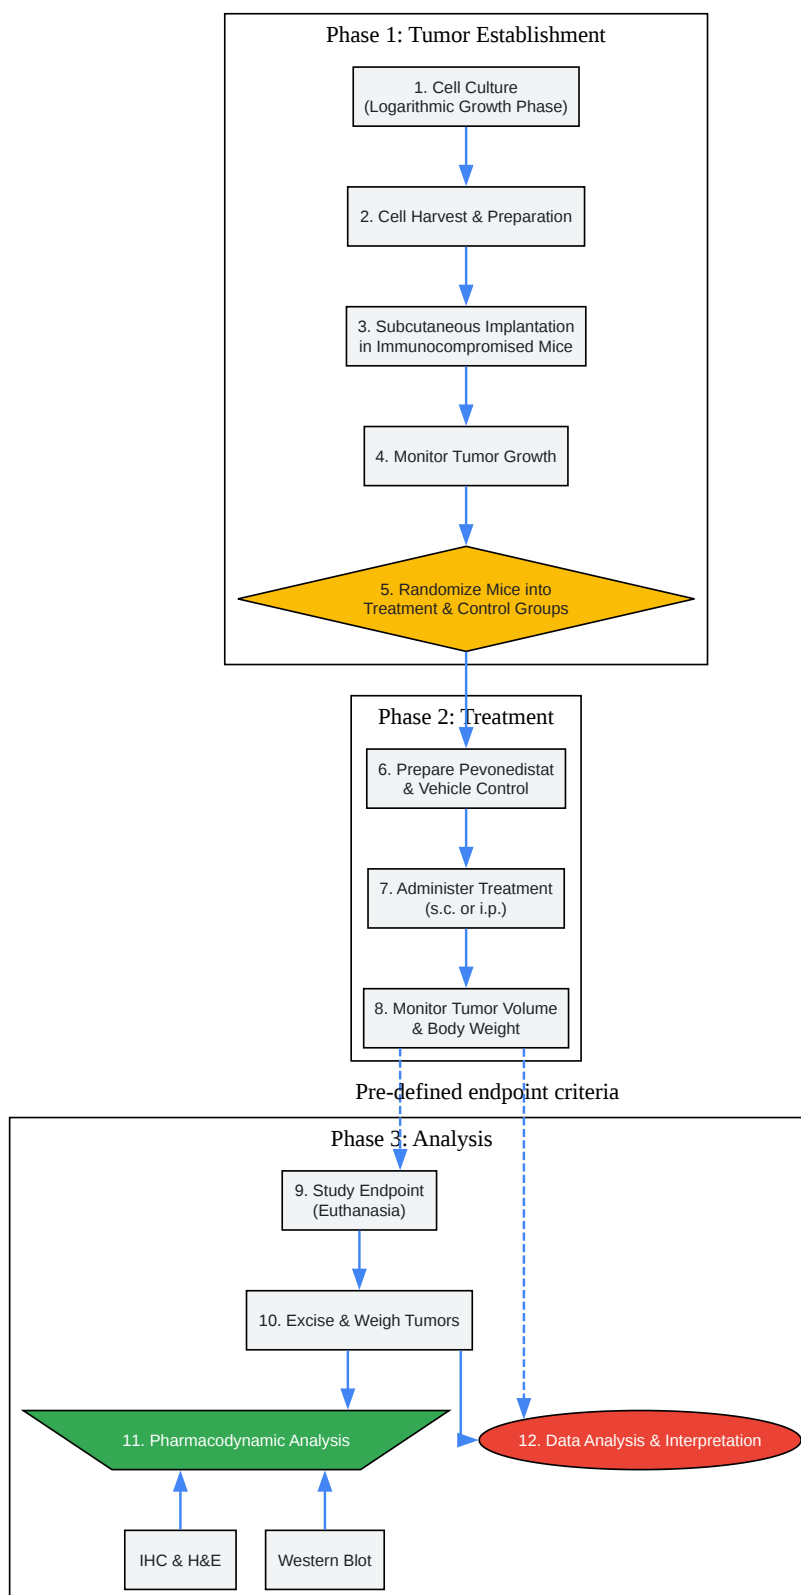 Phase 1: Tumor Establishment
1. Cell Culture
(Logarithmic Growth Phase)
2. Cell Harvest & Preparation
3. Subcutaneous Implantation
in Immunocompromised Mice
4. Monitor Tumor Growth
5. Randomize Mice into
Treatment & Control Groups
Phase 2: Treatment
6. Prepare Pevonedistat
& Vehicle Control
7. Administer Treatment
(s.c. or i.p.)
8. Monitor Tumor Volume
& Body Weight
Pre-defined endpoint criteria
Phase 3: Analysis
9. Study Endpoint
(Euthanasia)
10. Excise & Weigh Tumors
11. Pharmacodynamic Analysis
12. Data Analysis & Interpretation
IHC & H&E
Western Blot